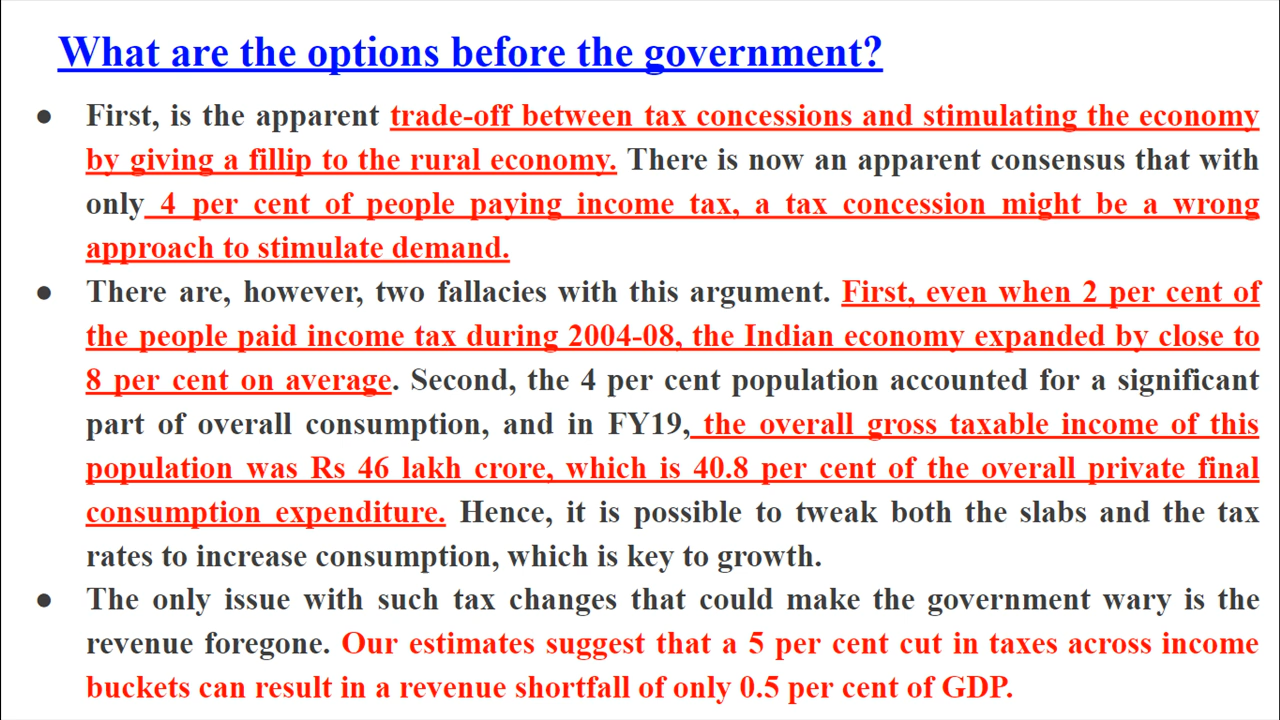 What are the options before the government?
● First, is the apparent trade-off between tax concessions and stimulating the economy
by giving a fillip to the rural economy. There is now an apparent consensus that with
only 4 per cent of people paying income tax, a tax concession might be a wrong
approach to stimulate demand.
● There are, however, two fallacies with this argument. First, even when 2 per cent of
the people paid income tax during 2004-08, the Indian economy expanded by close to
8 per cent on average. Second, the 4 per cent population accounted for a significant
part of overall consumption, and in FY19, the overall gross taxable income of this
population was Rs 46 lakh crore, which is 40.8 per cent of the overall private final
consumption expenditure. Hence, it is possible to tweak both the slabs and the tax
rates to increase consumption, which is key to growth.
● The only issue with such tax changes that could make the government wary is the
revenue foregone. Our estimates suggest that a 5 per cent cut in taxes across income
buckets can result in a revenue shortfall of only 0.5 per cent of GDP.